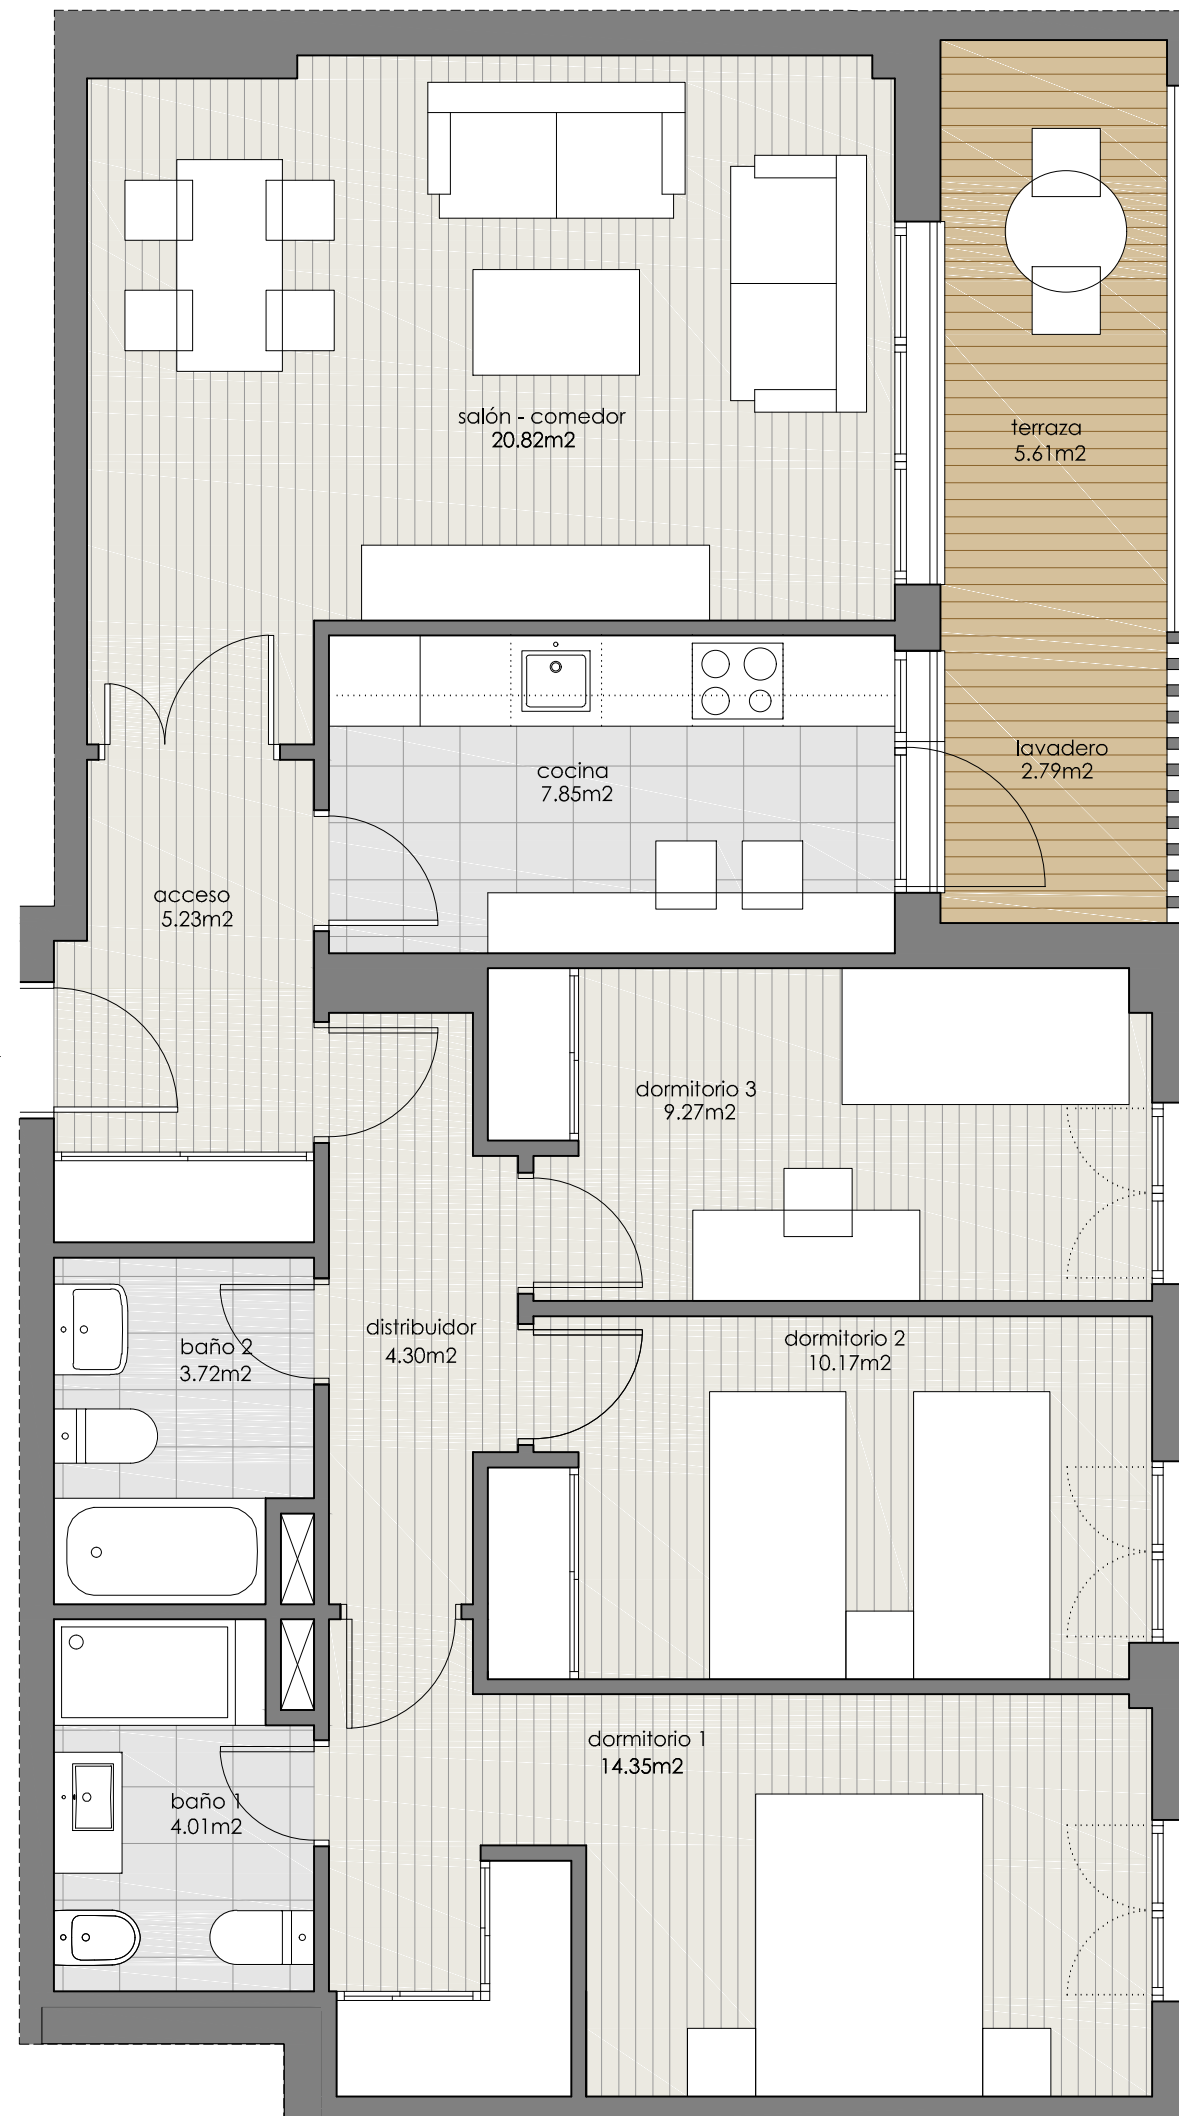 salón - comedor
20.82m2
terraza
5.61m2
lavadero
2.79m2
cocina
7.85m2
acceso
5.23m2
dormitorio 3
9.27m2
distribuidor
4.30m2
dormitorio 2
10.17m2
baño 2
3.72m2
dormitorio 1
14.35m2
baño 1
4.01m2